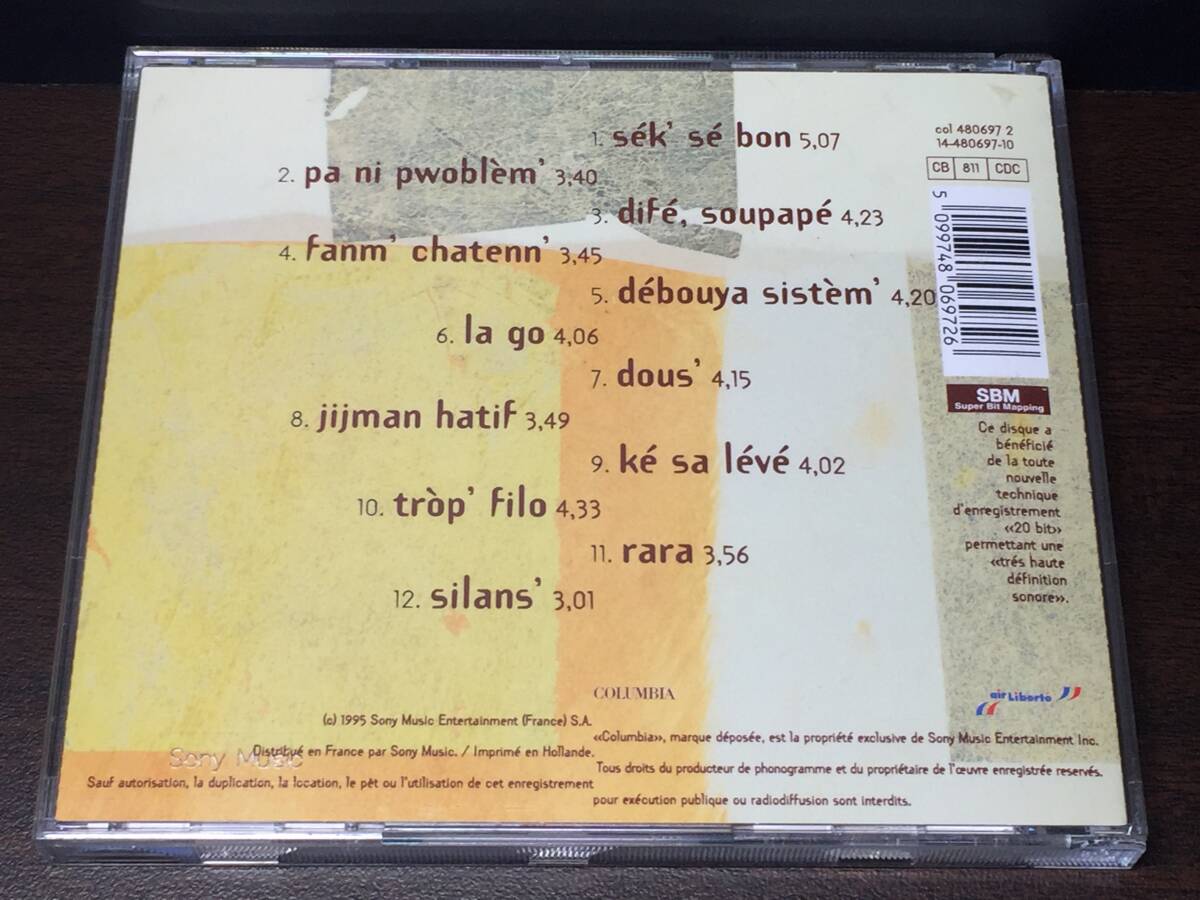 1. sék' sé bon 5,07
2. pa ni pwoblèm' 3,40
3. difé, soupapé 4,23
4. fanm' chatenn' 3,45
5. débouya sistèm' 4,20
6. la go 4,06
7. dous' 4,15
8. jijman hatif 3,49
9. ké sa lévé 4,02
10. tròp' filo 4,33
11. rara 3,56
12. silans' 3,01
col 480697 2
14-480697-10
CB 811 CDC
5 099748 069726
SBM
Super Bit Mapping
Ce disque a
bénéficié
de la toute
nouvelle
technique
d'enregistrement
«20 bit»
permettant une
«trés haute
définition
sonore».
COLUMBIA
air Liberté
(c) 1995 Sony Music Entertainment (France) S.A.
«Columbia», marque déposée, est la propriété exclusive de Sony Music Entertainment Inc.
Sony Music
Distribué en France par Sony Music. / Imprimé en Hollande.
Tous droits du producteur de phonogramme et du propriétaire de l'œuvre enregistrée reservés.
Sauf autorisation, la duplication, la location, le pêt ou l'utilisation de cet enregistrement
pour exécution publique ou radiodiffusion sont interdits.